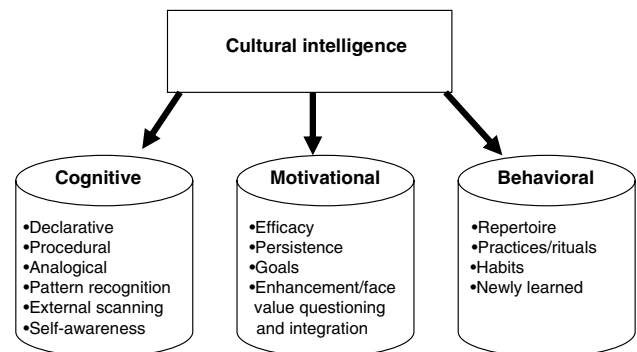 Cultural intelligence
Cognitive
•Declarative
•Procedural
•Analogical
•Pattern recognition
•External scanning
•Self-awareness
Motivational
•Efficacy
•Persistence
•Goals
•Enhancement/face
value questioning
and integration
Behavioral
•Repertoire
•Practices/rituals
•Habits
•Newly learned